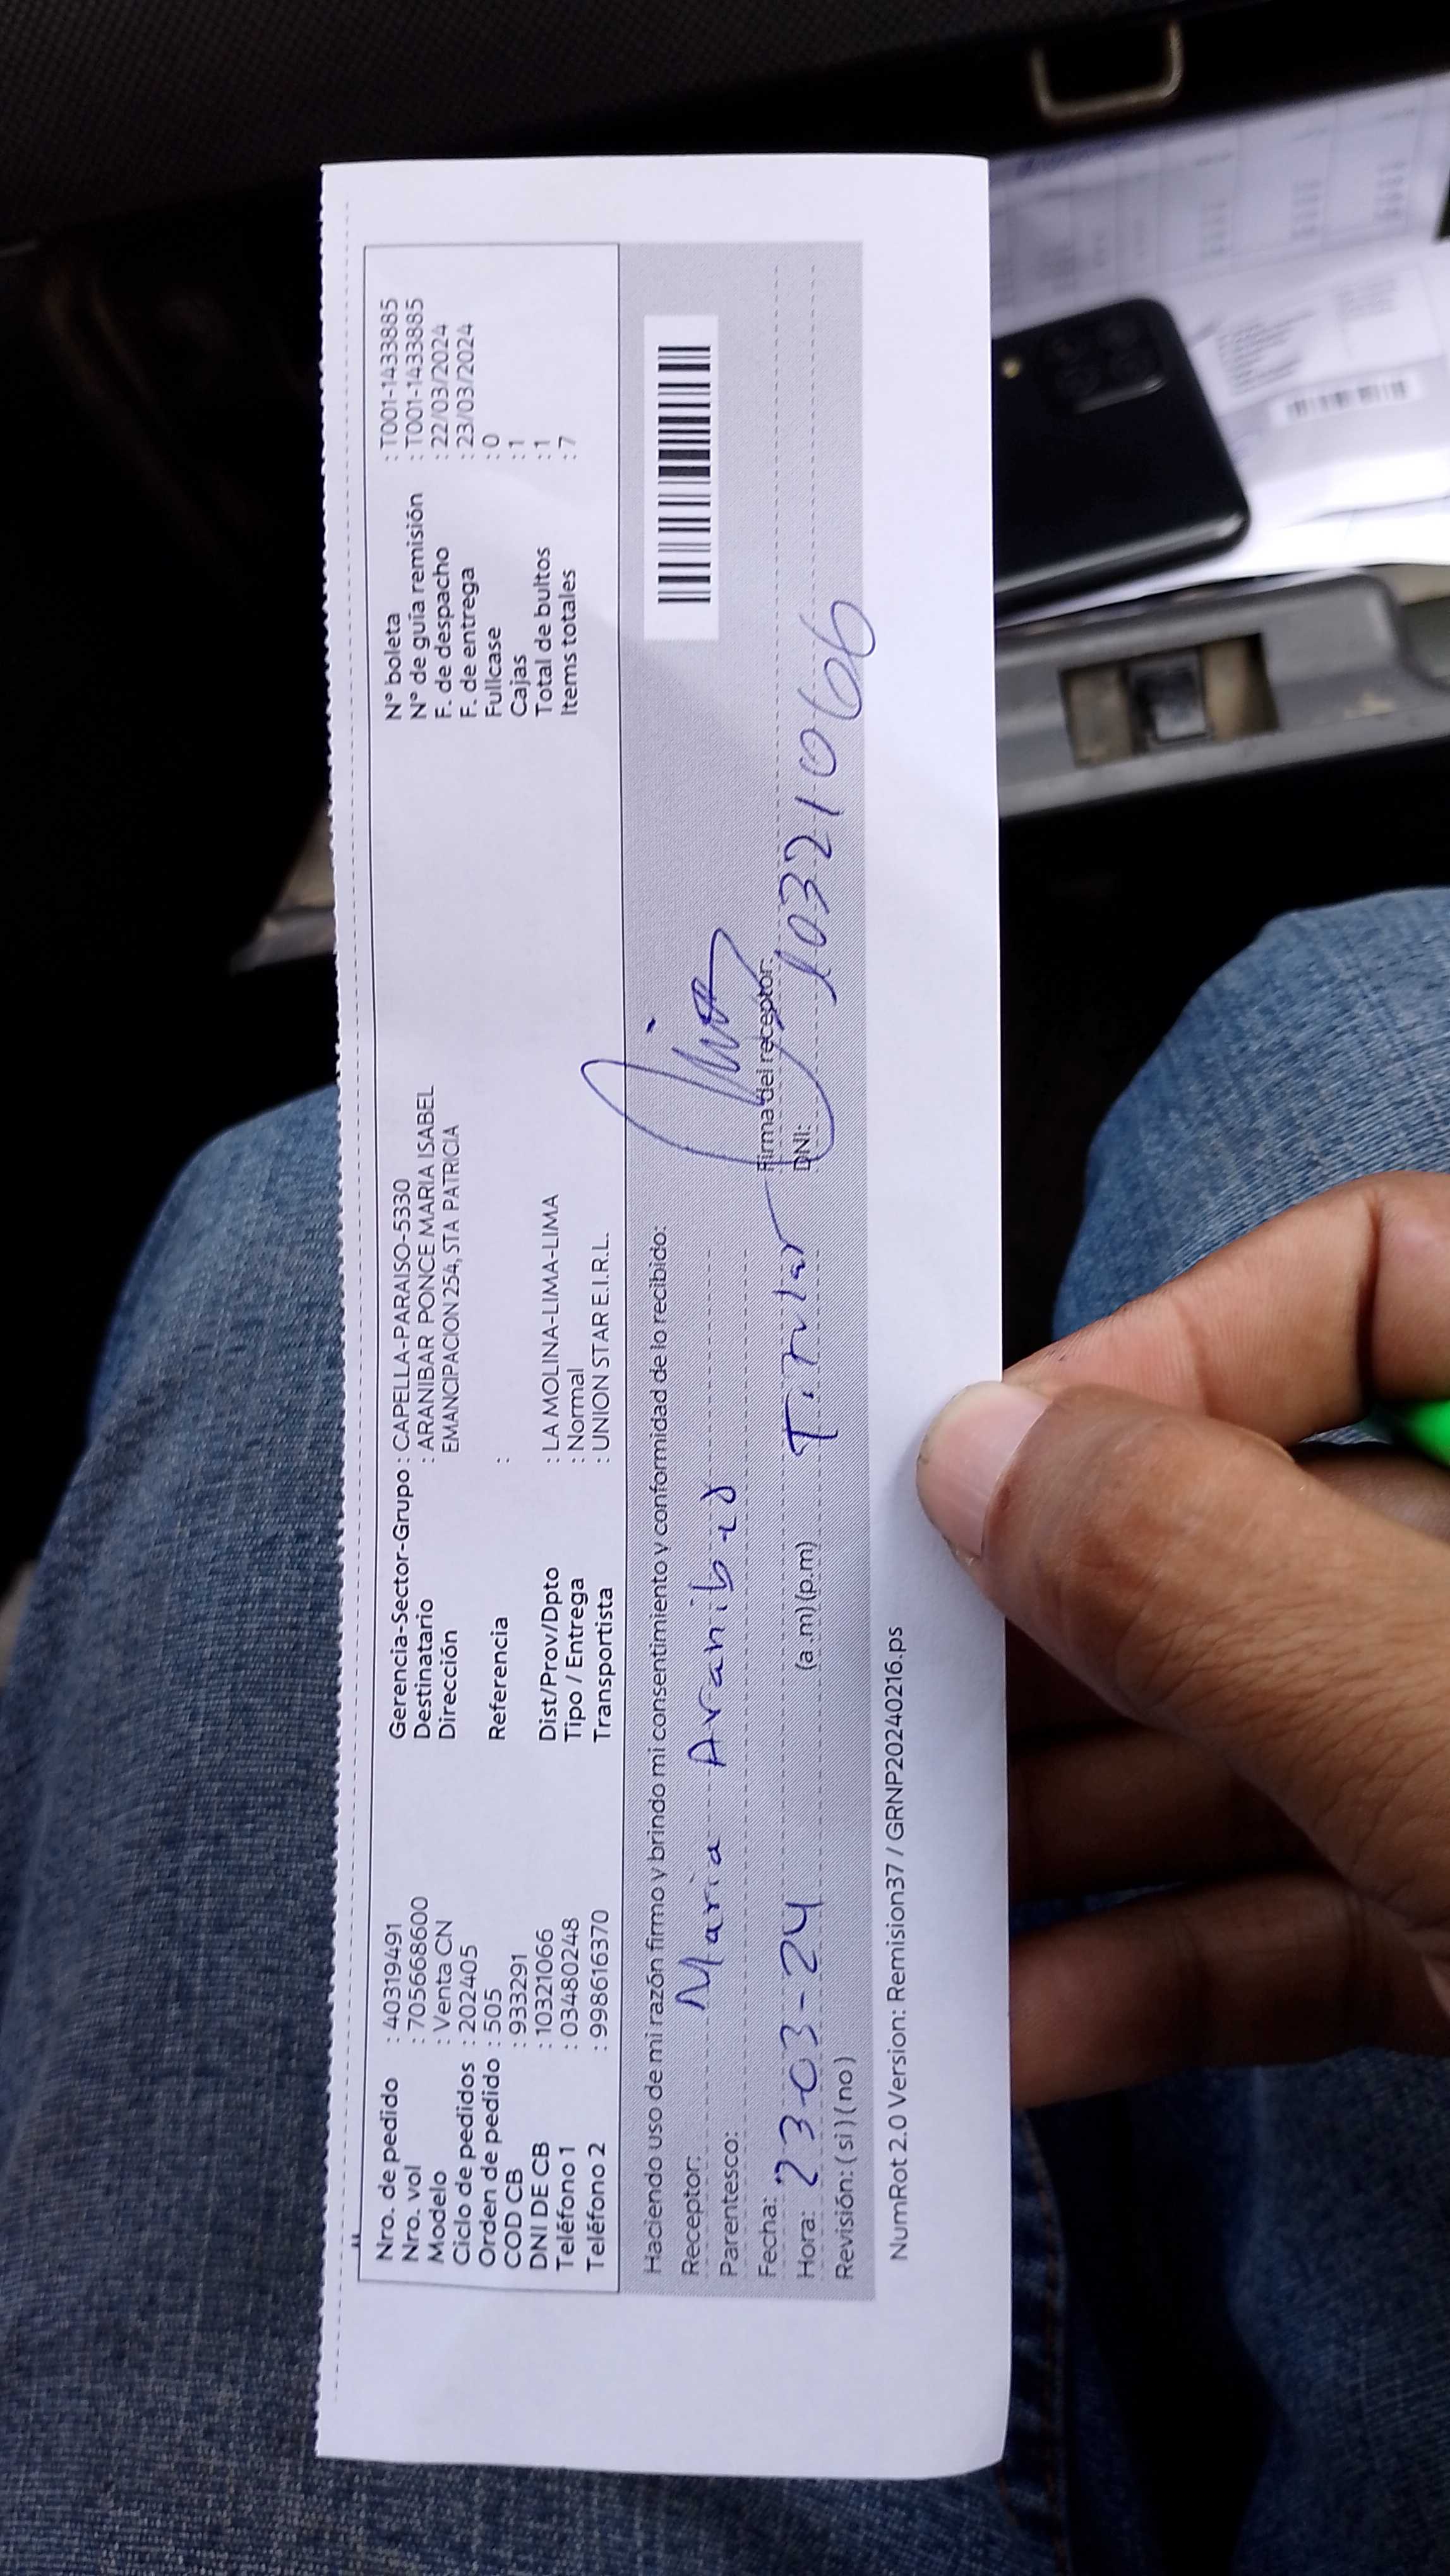 Nro. de pedido : 40319491
Nro. vol : 705668600
Modelo : Venta CN
Ciclo de pedidos : 202405
Orden de pedido : 505
COD CB : 933291
DNI DE CB : 10321066
Teléfono 1 : 03480248
Teléfono 2 : 998616370
Gerencia-Sector-Grupo : CAPELLA-PARAISO-5330
Destinatario : ARANIBAR PONCE MARIA ISABEL
Dirección EMANCIPACION 254, STA PATRICIA
Referencia :
Dist/Prov/Dpto : LA MOLINA-LIMA-LIMA
Tipo / Entrega : Normal
Transportista : UNION STAR E.I.R.L.
N° boleta : T001-1433885
N° de guía remisión : T001-1433885
F. de despacho : 22/03/2024
F. de entrega : 23/03/2024
Fullcase : 0
Cajas : 1
Total de bultos : 1
Items totales : 7
Haciendo uso de mi razón firmo y brindo mi consentimiento y conformidad de lo recibido:
Receptor: Maria Aranibar
Parentesco:
Fecha: 23-03-24 Titular
Hora: (a.m) (p.m)
Revisión: ( si ) ( no )
Firma del receptor:
DNI: 10321066
NumRot 2.0 Version: Remision37 / GRNP20240216.ps